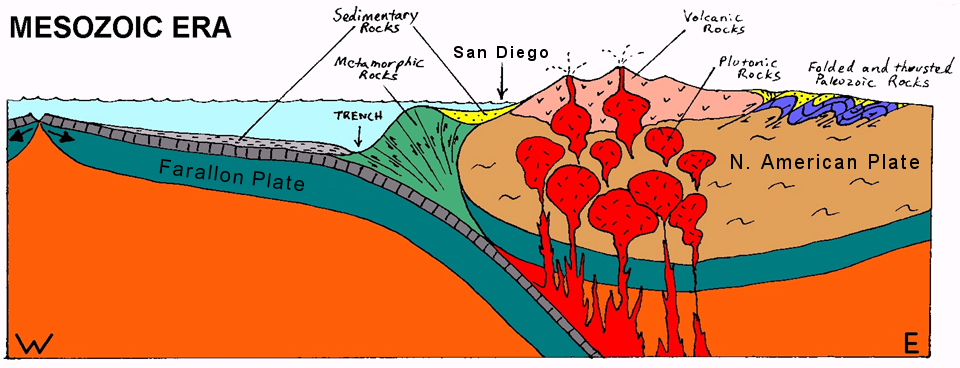 MESOZOIC ERA
Sedimentary
Rocks
Metamorphic
Rocks
San Diego
Volcanic
Rocks
Plutonic
Rocks
Folded and thrusted
Paleozoic Rocks
TRENCH
Farallon Plate
N. American Plate
W
E